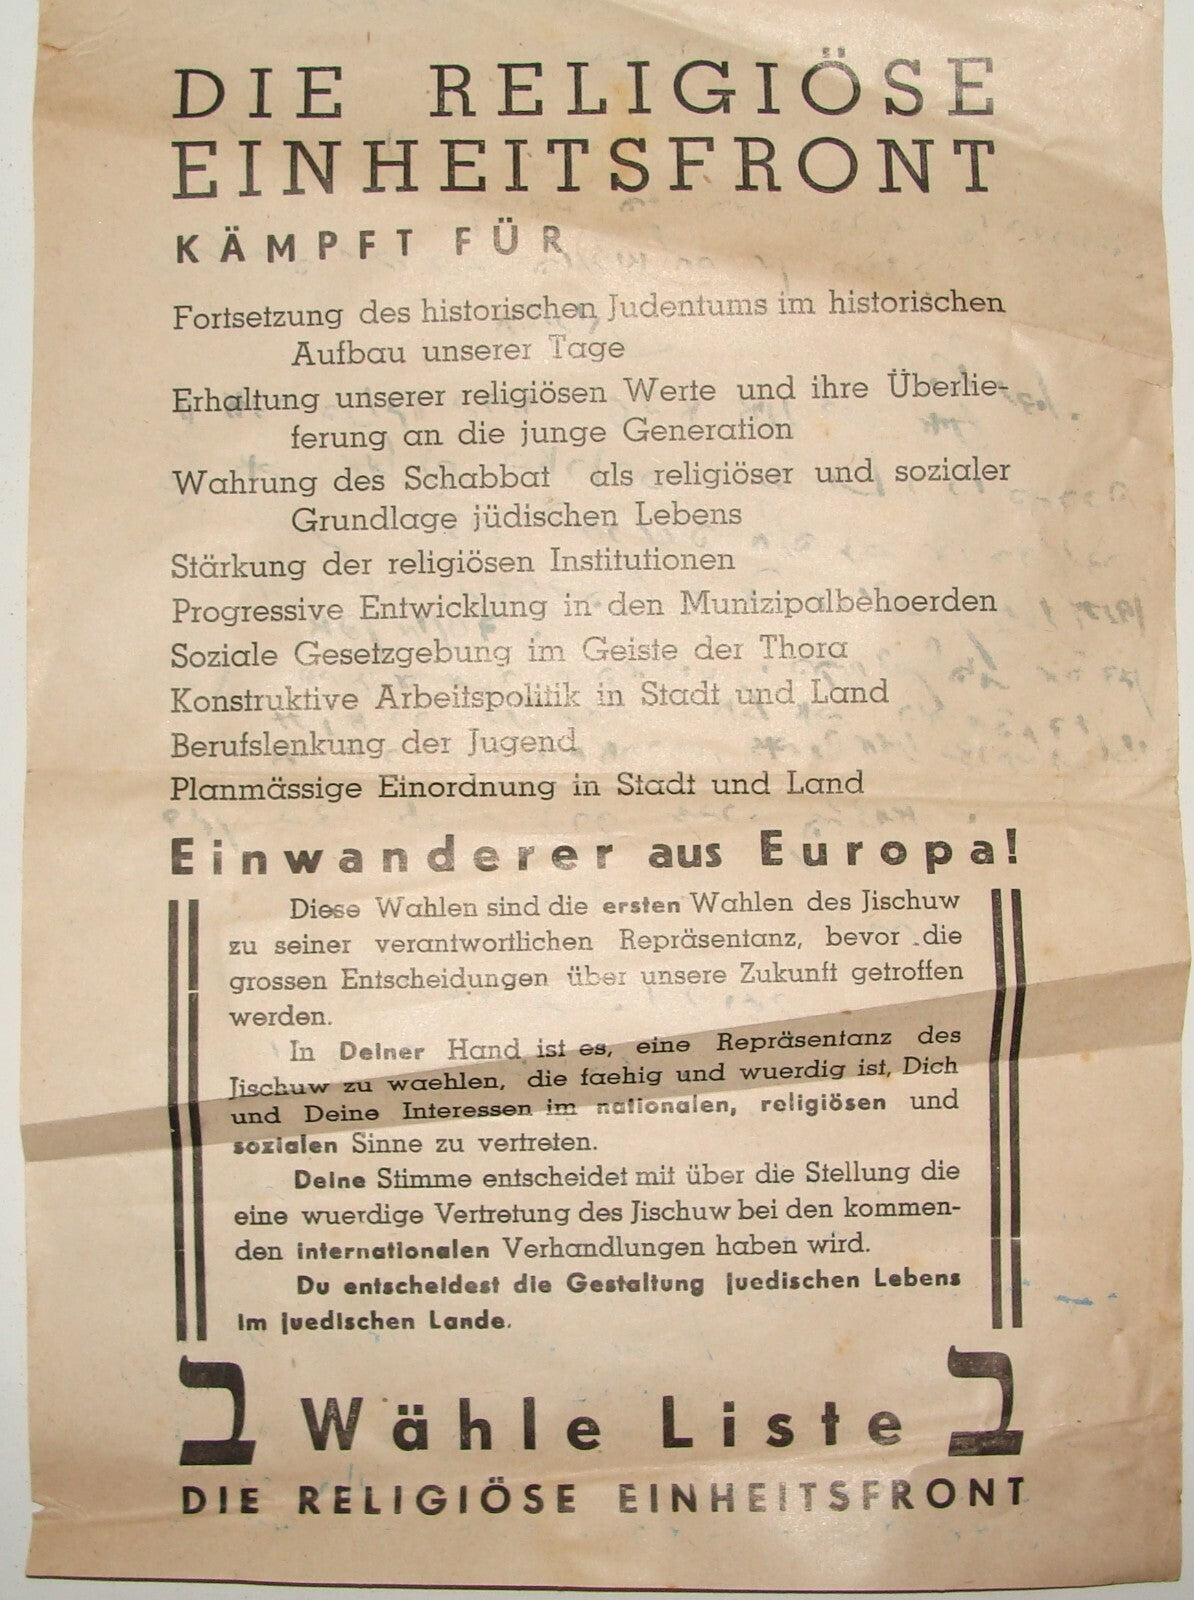 DIE RELIGIÖSE
EINHEITSFRONT
KÄMPFT FÜR
Fortsetzung des historischen Judentums im historischen
Aufbau unserer Tage
Erhaltung unserer religiösen Werte und ihre Überlie-
ferung an die junge Generation
Wahrung des Schabbat als religiöser und sozialer
Grundlage jüdischen Lebens
Stärkung der religiösen Institutionen
Progressive Entwicklung in den Munizipalbehoerden
Soziale Gesetzgebung im Geiste der Thora
Konstruktive Arbeitspolitik in Stadt und Land
Berufslenkung der Jugend
Planmässige Einordnung in Stadt und Land
Einwanderer aus Europa!
Diese Wahlen sind die ersten Wahlen des Jischuw
zu seiner verantwortlichen Repräsentanz, bevor die
grossen Entscheidungen über unsere Zukunft getroffen
werden.
In Deiner Hand ist es, eine Repräsentanz des
Jischuw zu waehlen, die faehig und wuerdig ist, Dich
und Deine Interessen im nationalen, religiösen und
sozialen Sinne zu vertreten.
Deine Stimme entscheidet mit über die Stellung die
eine wuerdige Vertretung des Jischuw bei den kommen-
den internationalen Verhandlungen haben wird.
Du entscheidest die Gestaltung juedischen Lebens
im juedischen Lande.
ב Wähle Liste ב
DIE RELIGIÖSE EINHEITSFRONT